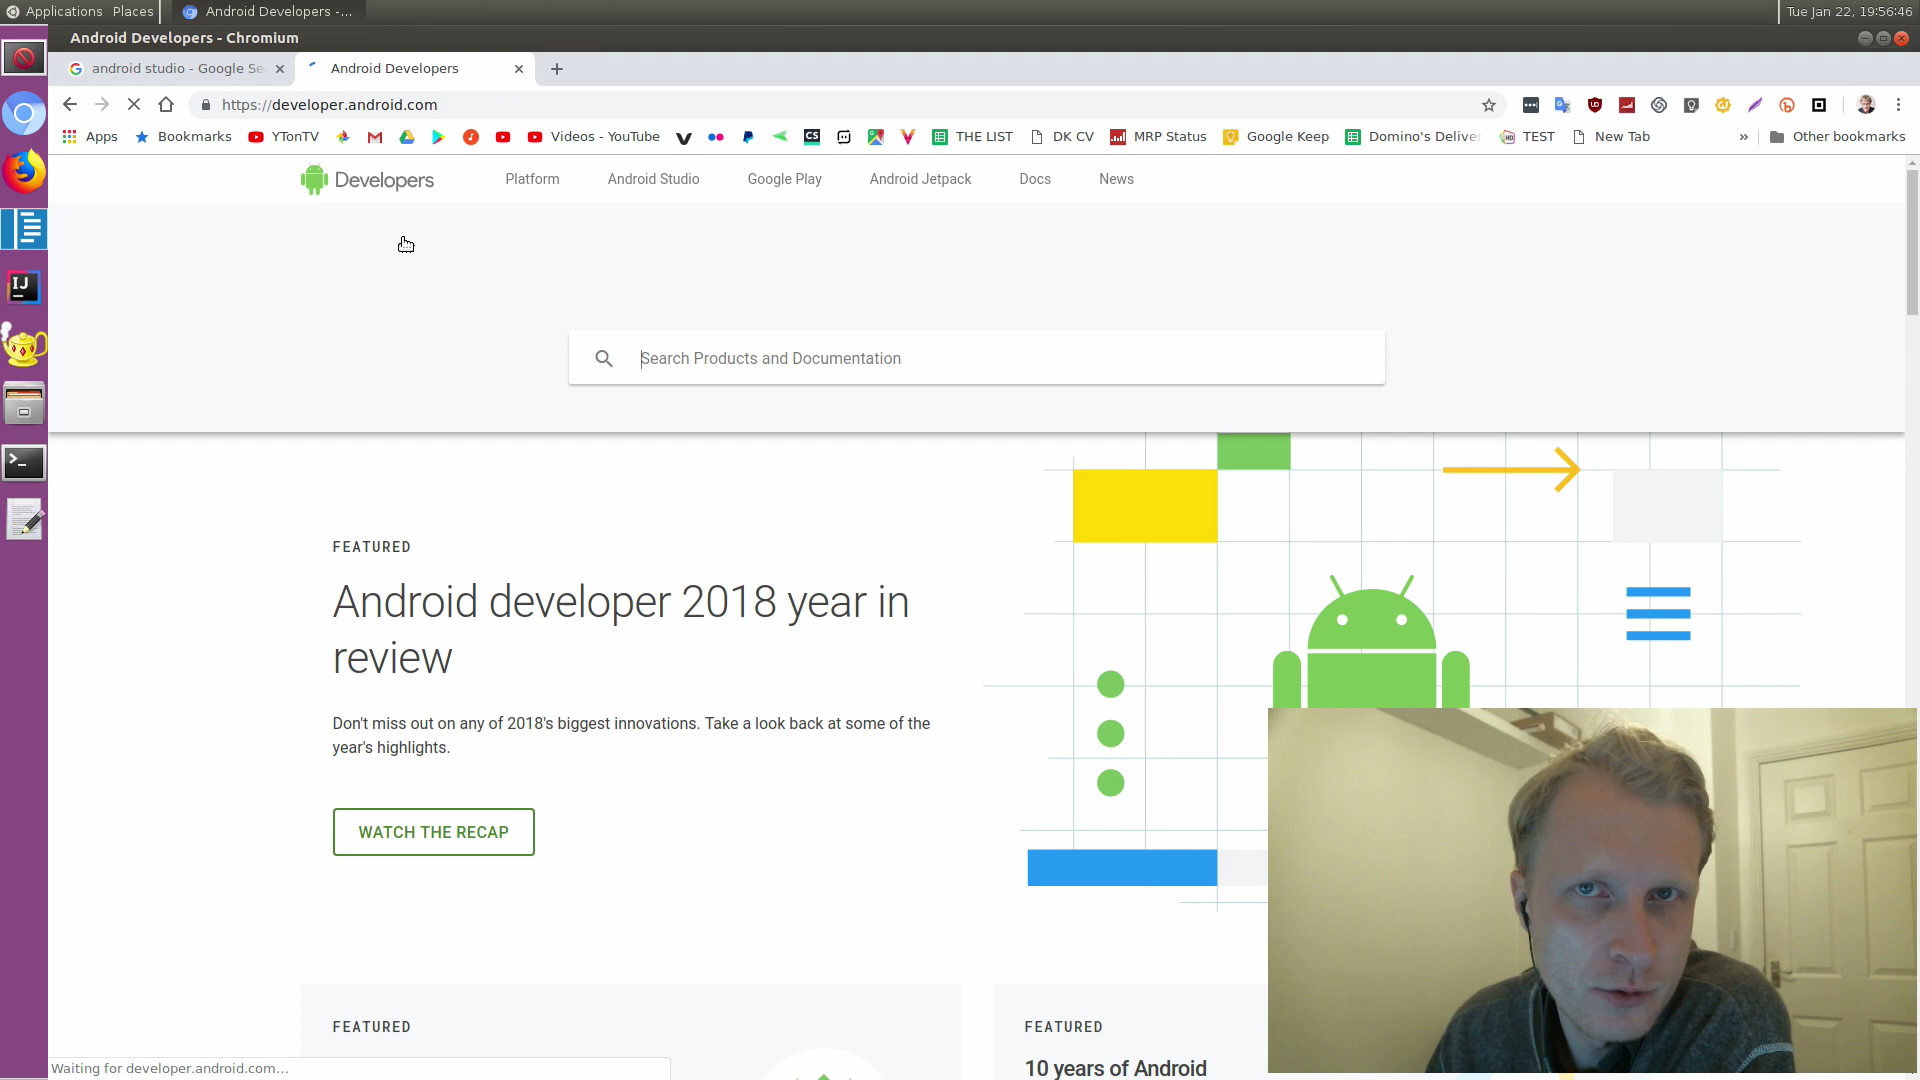 Applications Places Android Developers -... Tue Jan 22, 19:56:46
Android Developers - Chromium
android studio - Google Se Android Developers
https://developer.android.com
Apps Bookmarks YTonTV Videos - YouTube CS THE LIST DK CV MRP Status Google Keep Domino's Deliver TEST New Tab » Other bookmarks
Developers Platform Android Studio Google Play Android Jetpack Docs News
IJ
Search Products and Documentation
FEATURED
Android developer 2018 year in
review
Don't miss out on any of 2018's biggest innovations. Take a look back at some of the
year's highlights.
WATCH THE RECAP
FEATURED
FEATURED
10 years of Android
Waiting for developer.android.com...